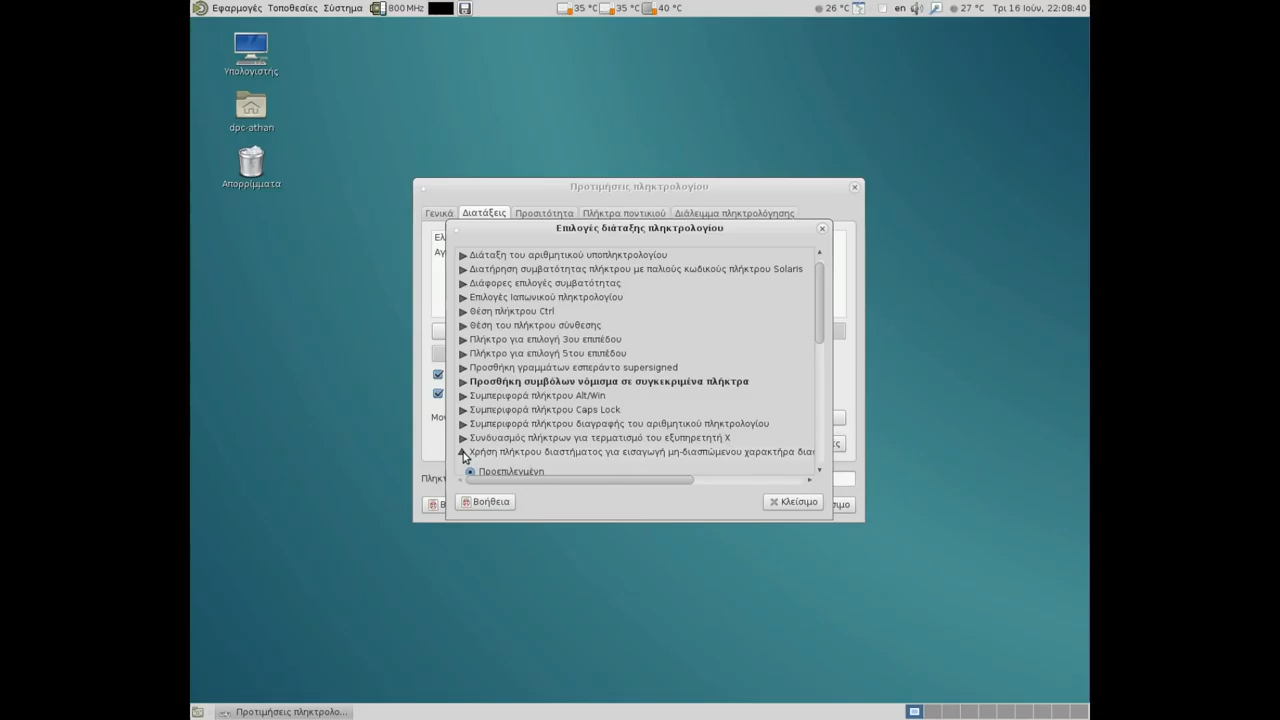 Εφαρμογές Τοποθεσίες Σύστημα 800 MHz 35 °C 35 °C 40 °C 26 °C en 27 °C Τρι 16 Ιούν, 22:08:40
Υπολογιστής
dpc-athan
Απορρίμματα
Προτιμήσεις πληκτρολογίου
Γενικά Διατάξεις Προσιτότητα Πλήκτρα ποντικιού Διάλειμμα πληκτρολόγησης
Επιλογές διάταξης πληκτρολογίου
Διάταξη του αριθμητικού υποπληκτρολογίου
Διατήρηση συμβατότητας πλήκτρου με παλιούς κωδικούς πλήκτρου Solaris
Διάφορες επιλογές συμβατότητας
Επιλογές Ιαπωνικού πληκτρολογίου
Θέση πλήκτρου Ctrl
Θέση του πλήκτρου σύνθεσης
Πλήκτρο για επιλογή 3ου επιπέδου
Πλήκτρο για επιλογή 5του επιπέδου
Προσθήκη γραμμάτων εσπεράντο supersigned
Προσθήκη συμβόλων νόμισμα σε συγκεκριμένα πλήκτρα
Συμπεριφορά πλήκτρου Alt/Win
Συμπεριφορά πλήκτρου Caps Lock
Συμπεριφορά πλήκτρου διαγραφής του αριθμητικού πληκτρολογίου
Συνδυασμός πλήκτρων για τερματισμό του εξυπηρετητή X
Χρήση πλήκτρου διαστήματος για εισαγωγή μη-διασπώμενου χαρακτήρα δια
Προεπιλεγμένη
Βοήθεια Κλείσιμο
Προτιμήσεις πληκτρολο...